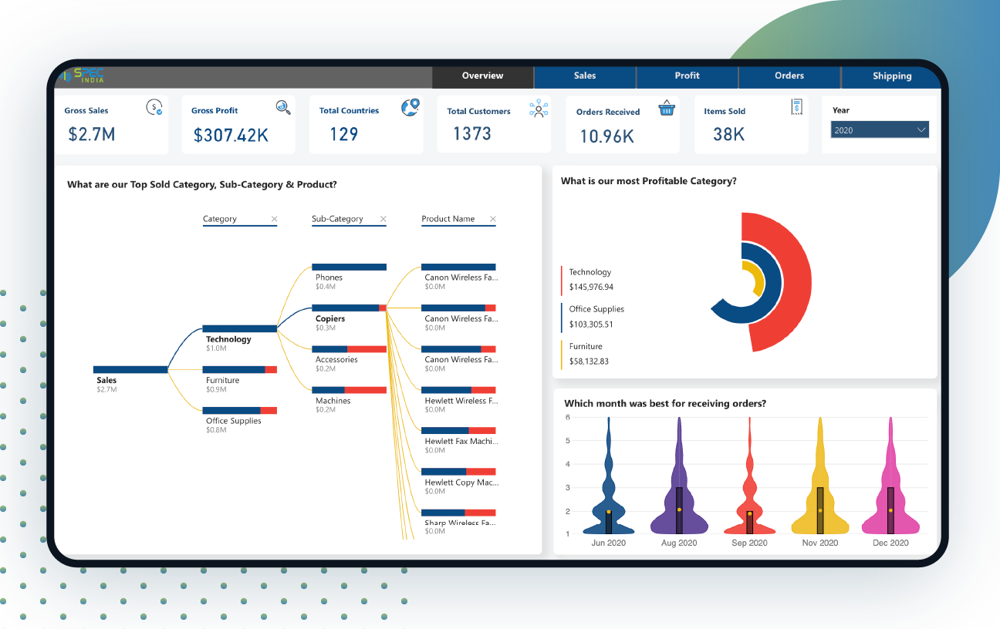 SPEC
INDIA
Overview
Sales
Profit
Orders
Shipping
Gross Sales
$2.7M
Gross Profit
$307.42K
Total Countries
129
Total Customers
1373
Orders Received
10.96K
Items Sold
38K
Year
2020
What are our Top Sold Category, Sub-Category & Product?
Category
Sub-Category
Product Name
Sales
$2.7M
Technology
$1.0M
Furniture
$0.9M
Office Supplies
$0.8M
Phones
$0.4M
Copiers
$0.3M
Accessories
$0.2M
Machines
$0.2M
Canon Wireless Fa...
$0.0M
Canon Wireless Fa...
$0.0M
Canon Wireless Fa...
$0.0M
Hewlett Wireless F...
$0.0M
Hewlett Fax Machi...
$0.0M
Hewlett Copy Mac...
$0.0M
Sharp Wireless Fa...
$0.0M
What is our most Profitable Category?
Technology
$145,976.94
Office Supplies
$103,305.51
Furniture
$58,132.83
Which month was best for receiving orders?
6
5
4
3
2
1
Jun 2020
Aug 2020
Sep 2020
Nov 2020
Dec 2020